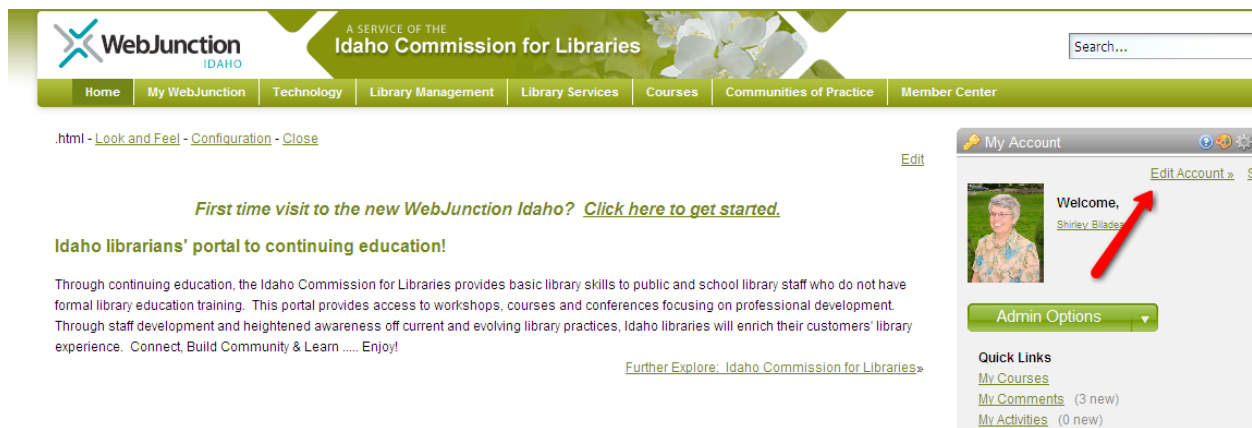 WebJunction
IDAHO
A SERVICE OF THE
Idaho Commission for Libraries
Search...
Home My WebJunction Technology Library Management Library Services Courses Communities of Practice Member Center
.html - Look and Feel - Configuration - Close
Edit
First time visit to the new WebJunction Idaho? Click here to get started.
Idaho librarians' portal to continuing education!
Through continuing education, the Idaho Commission for Libraries provides basic library skills to public and school library staff who do not have
formal library education training. This portal provides access to workshops, courses and conferences focusing on professional development.
Through staff development and heightened awareness off current and evolving library practices, Idaho libraries will enrich their customers' library
experience. Connect, Build Community & Learn ..... Enjoy!
Further Explore: Idaho Commission for Libraries»
My Account
Edit Account »
Welcome,
Shirley
Admin Options
Quick Links
My Courses
My Comments (3 new)
My Activities (0 new)